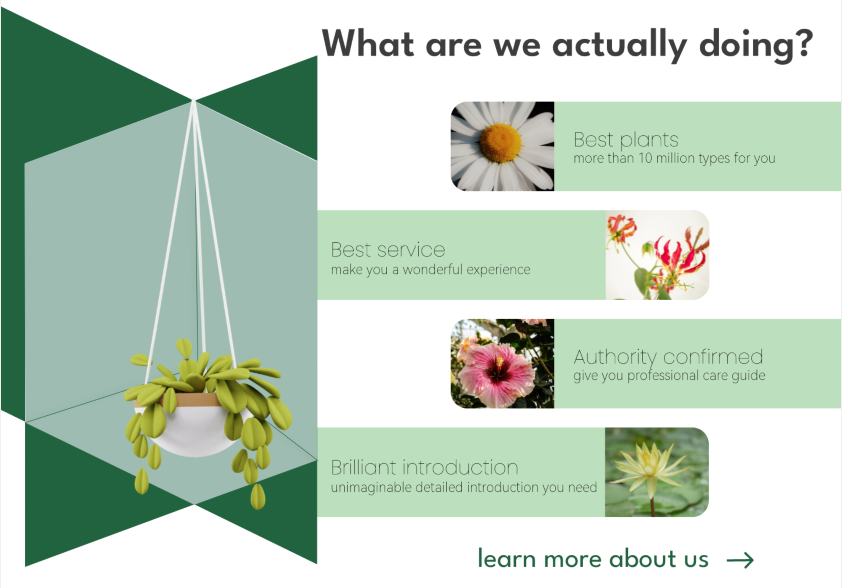 What are we actually doing?
Best plants
more than 10 million types for you
Best service
make you a wonderful experience
Authority confirmed
give you professional care guide
Brilliant introduction
unimaginable detailed introduction you need
learn more about us →